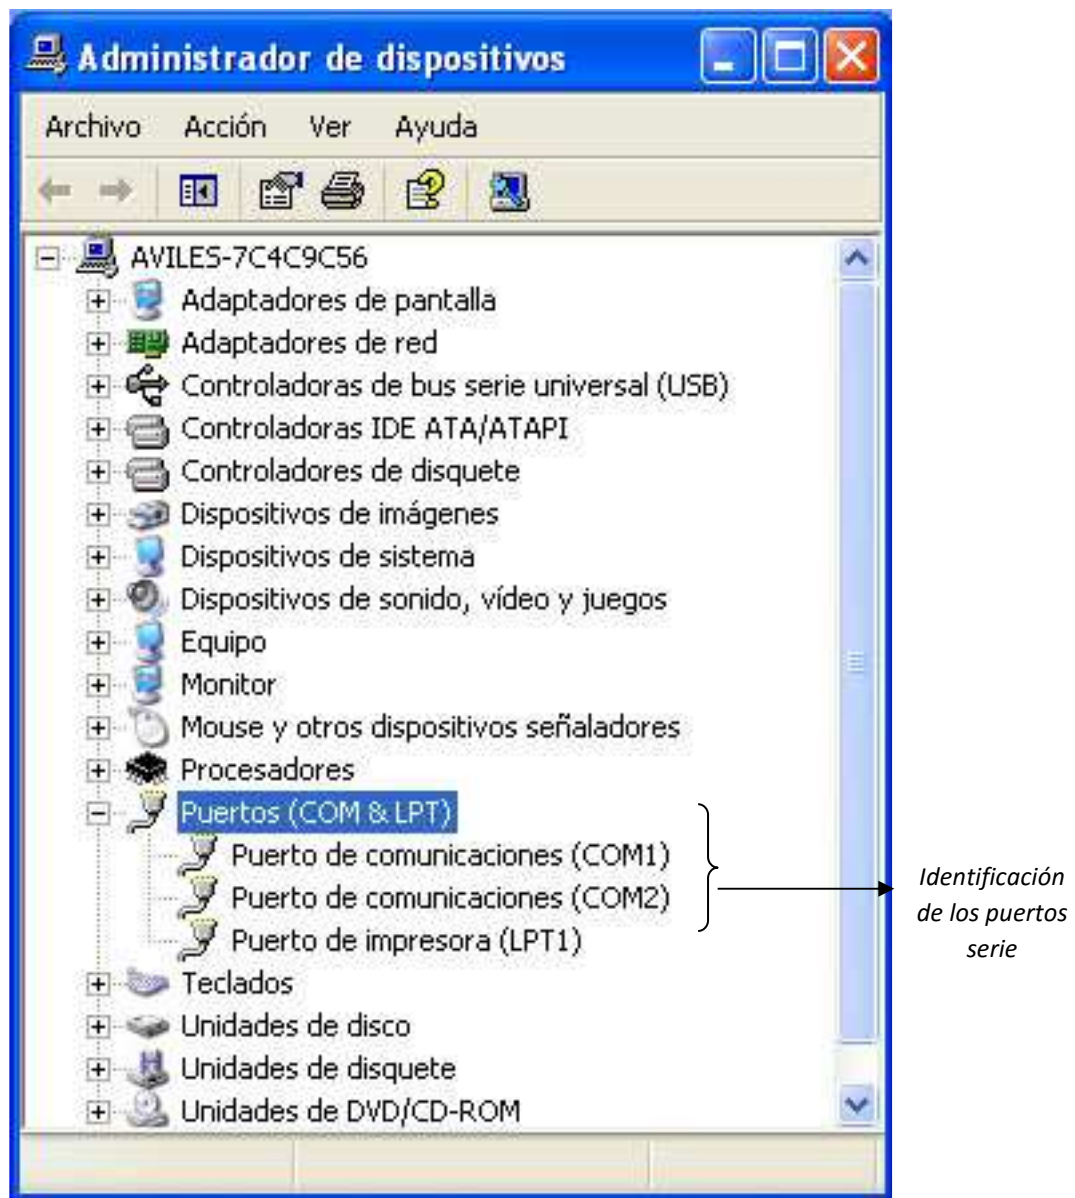 Administrador de dispositivos
Archivo Acción Ver Ayuda
AVILES-7C4C9C56
Adaptadores de pantalla
Adaptadores de red
Controladoras de bus serie universal (USB)
Controladoras IDE ATA/ATAPI
Controladores de disquete
Dispositivos de imágenes
Dispositivos de sistema
Dispositivos de sonido, vídeo y juegos
Equipo
Monitor
Mouse y otros dispositivos señaladores
Procesadores
Puertos (COM & LPT)
Puerto de comunicaciones (COM1)
Puerto de comunicaciones (COM2)
Puerto de impresora (LPT1)
Teclados
Unidades de disco
Unidades de disquete
Unidades de DVD/CD-ROM
Identificación
de los puertos
serie